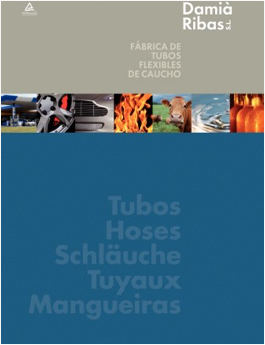 Damià
Ribas S.L.
FÁBRICA DE
TUBOS
FLEXIBLES
DE CAUCHO
Tubos
Hoses
Schläuche
Tuyaux
Mangueiras